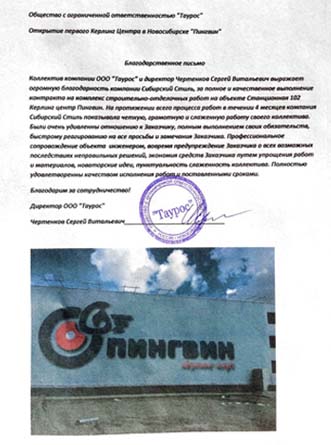 Общество с ограниченной ответственностью "Таурос"
Открытие первого Керлинг Центра в Новосибирске "Пингвин"
Благодарственное письмо
Коллектив компании ООО "Таурос" и директор Чертенков Сергей Витальевич выражает
огромную благодарность компании Сибирский Стиль, за полное и качественное выполнение
контракта на комплекс строительно-отделочных работ на объекте Станционная 102
Керлинг центр Пингвин. На протяжении всего процесса работ в течении 4 месяцев компания
Сибирский Стиль показывала четкую, грамотную и слаженную работу своего коллектива.
Были очень удивленны отношению к Заказчику, полным выполнением своих обязательств,
быстрому реагированию на все просьбы и замечания Заказчика. Профессиональное
сопровождение объекта инженером, вовремя предупреждение Заказчика о всех возможных
последствиях неправильных решений, экономия средств Заказчика путем упрощения работ
и материалов, новаторские идеи, пунктуальность слаженность коллектива. Полностью
удовлетворенны качеством исполнения работ и поставленными сроками.
Благодарим за сотрудничество!
Директор ООО "Таурос"
Чертенков Сергей Витальевич
"Таурос"
ПИНГВИН